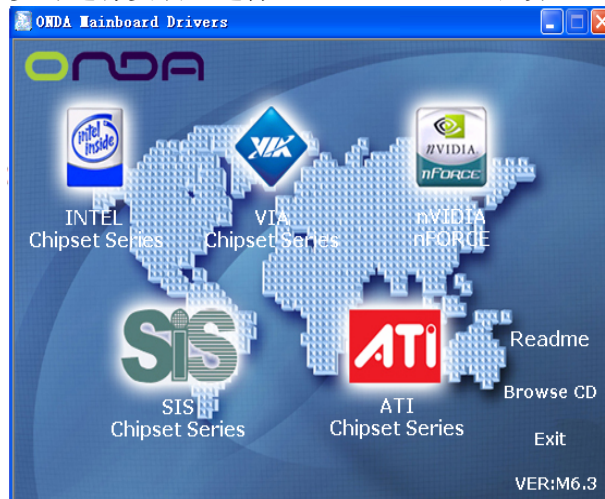 ONDA Mainboard Drivers
ONDA
intel
inside
VIA
nVIDIA.
nFORCE
INTEL
Chipset Series
VIA
Chipset Series
nVIDIA
nFORCE
SiS
ATI
Readme
SIS
Chipset Series
ATI
Chipset Series
Browse CD
Exit
VER:M6.3